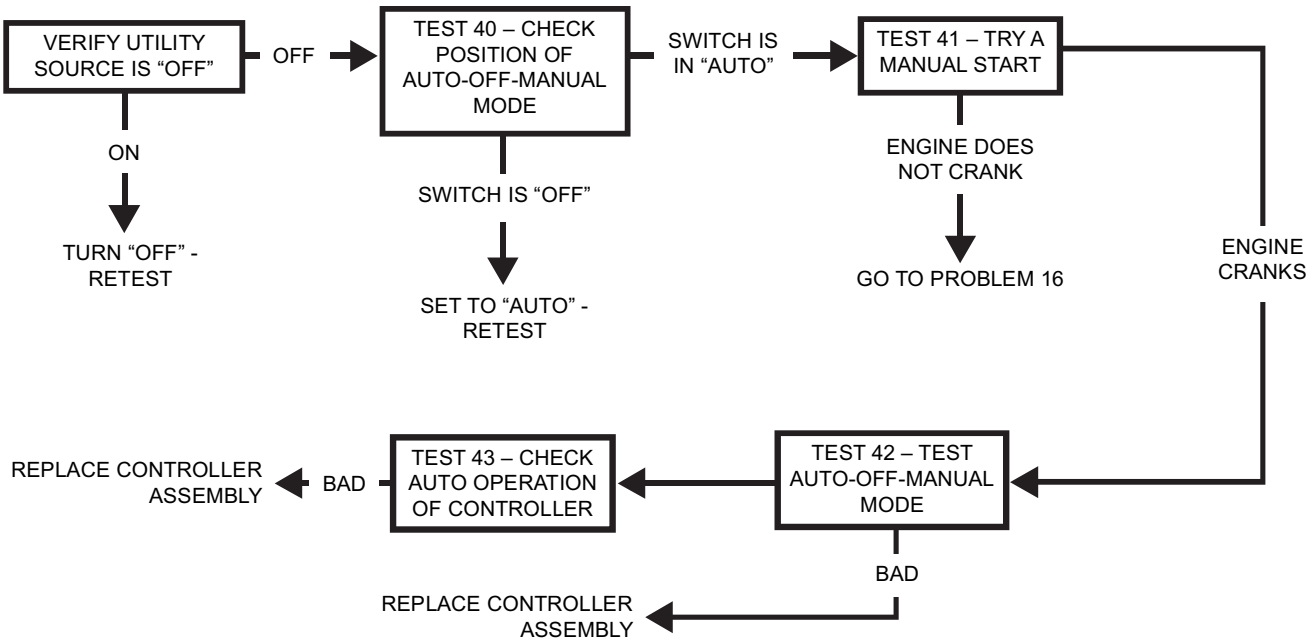 VERIFY UTILITY
SOURCE IS “OFF”
OFF
TEST 40 – CHECK
POSITION OF
AUTO-OFF-MANUAL
MODE
SWITCH IS
IN “AUTO”
TEST 41 – TRY A
MANUAL START
ON
TURN “OFF” -
RETEST
SWITCH IS “OFF”
SET TO “AUTO” -
RETEST
ENGINE DOES
NOT CRANK
GO TO PROBLEM 16
ENGINE
CRANKS
TEST 42 – TEST
AUTO-OFF-MANUAL
MODE
TEST 43 – CHECK
AUTO OPERATION
OF CONTROLLER
BAD
REPLACE CONTROLLER
ASSEMBLY
BAD
REPLACE CONTROLLER
ASSEMBLY